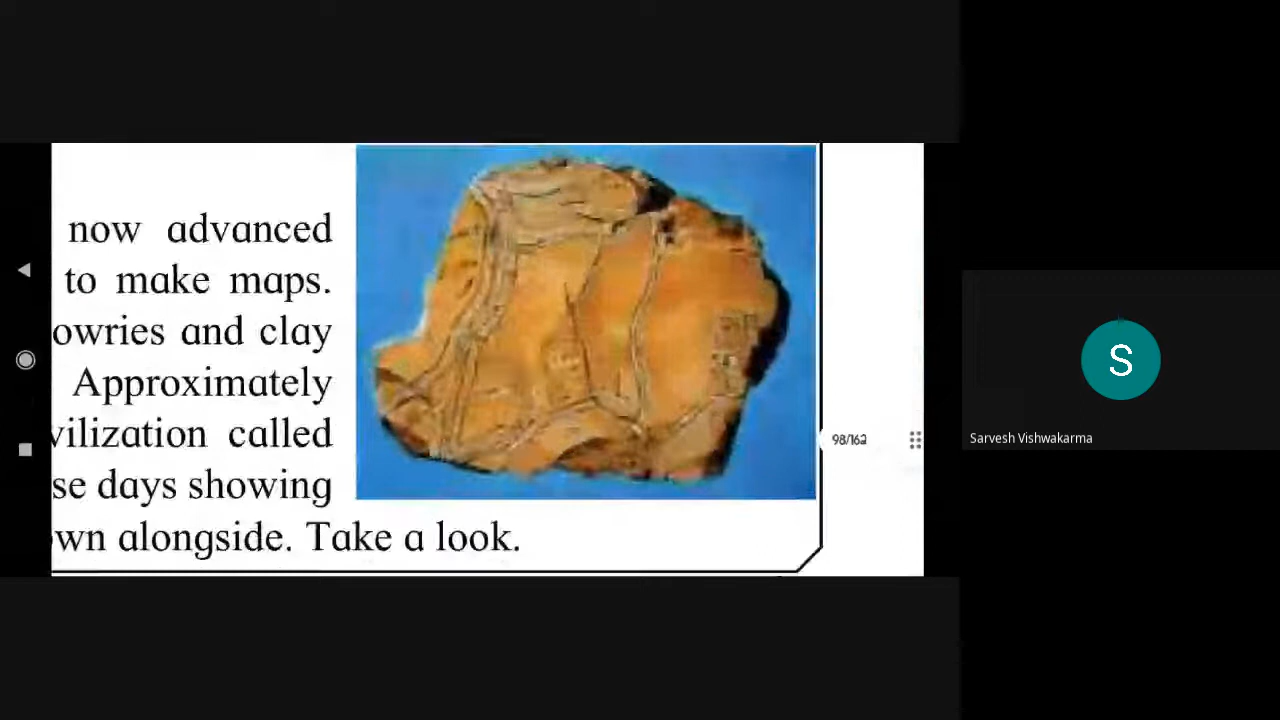 now advanced
to make maps.
owries and clay
Approximately
vilization called
se days showing
wn alongside. Take a look.
98/162
S
Sarvesh Vishwakarma